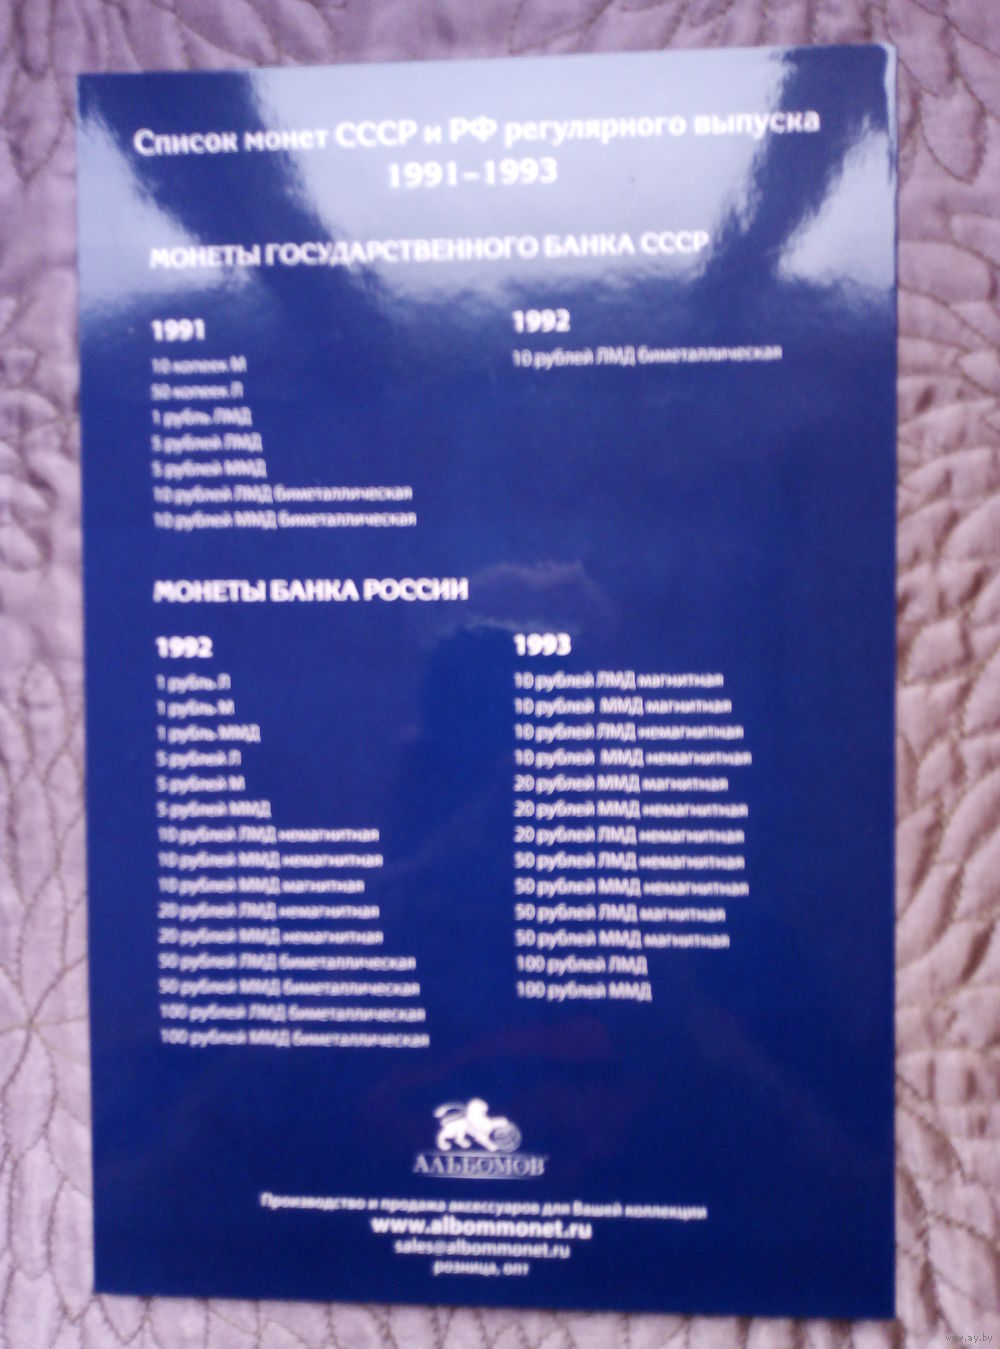 Список монет СССР и РФ регулярного выпуска
1991–1993
МОНЕТЫ ГОСУДАРСТВЕННОГО БАНКА СССР
1991
10 копеек М
50 копеек Л
1 рубль ЛМД
5 рублей ЛМД
5 рублей ММД
10 рублей ЛМД биметаллическая
10 рублей ММД биметаллическая
1992
10 рублей ЛМД биметаллическая
МОНЕТЫ БАНКА РОССИИ
1992
1 рубль Л
1 рубль М
1 рубль ММД
5 рублей Л
5 рублей М
5 рублей ММД
10 рублей ЛМД немагнитная
10 рублей ММД немагнитная
10 рублей ММД магнитная
20 рублей ЛМД немагнитная
20 рублей ММД немагнитная
50 рублей ЛМД биметаллическая
50 рублей ММД биметаллическая
100 рублей ЛМД биметаллическая
100 рублей ММД биметаллическая
1993
10 рублей ЛМД магнитная
10 рублей ММД магнитная
10 рублей ЛМД немагнитная
10 рублей ММД немагнитная
20 рублей ММД магнитная
20 рублей ММД немагнитная
20 рублей ЛМД немагнитная
50 рублей ЛМД немагнитная
50 рублей ММД немагнитная
50 рублей ЛМД магнитная
50 рублей ММД магнитная
100 рублей ЛМД
100 рублей ММД
АЛЬБОМОВ
Производство и продажа аксессуаров для Вашей коллекции
www.albommonet.ru
sales@albommonet.ru
розница, опт
www.ay.by